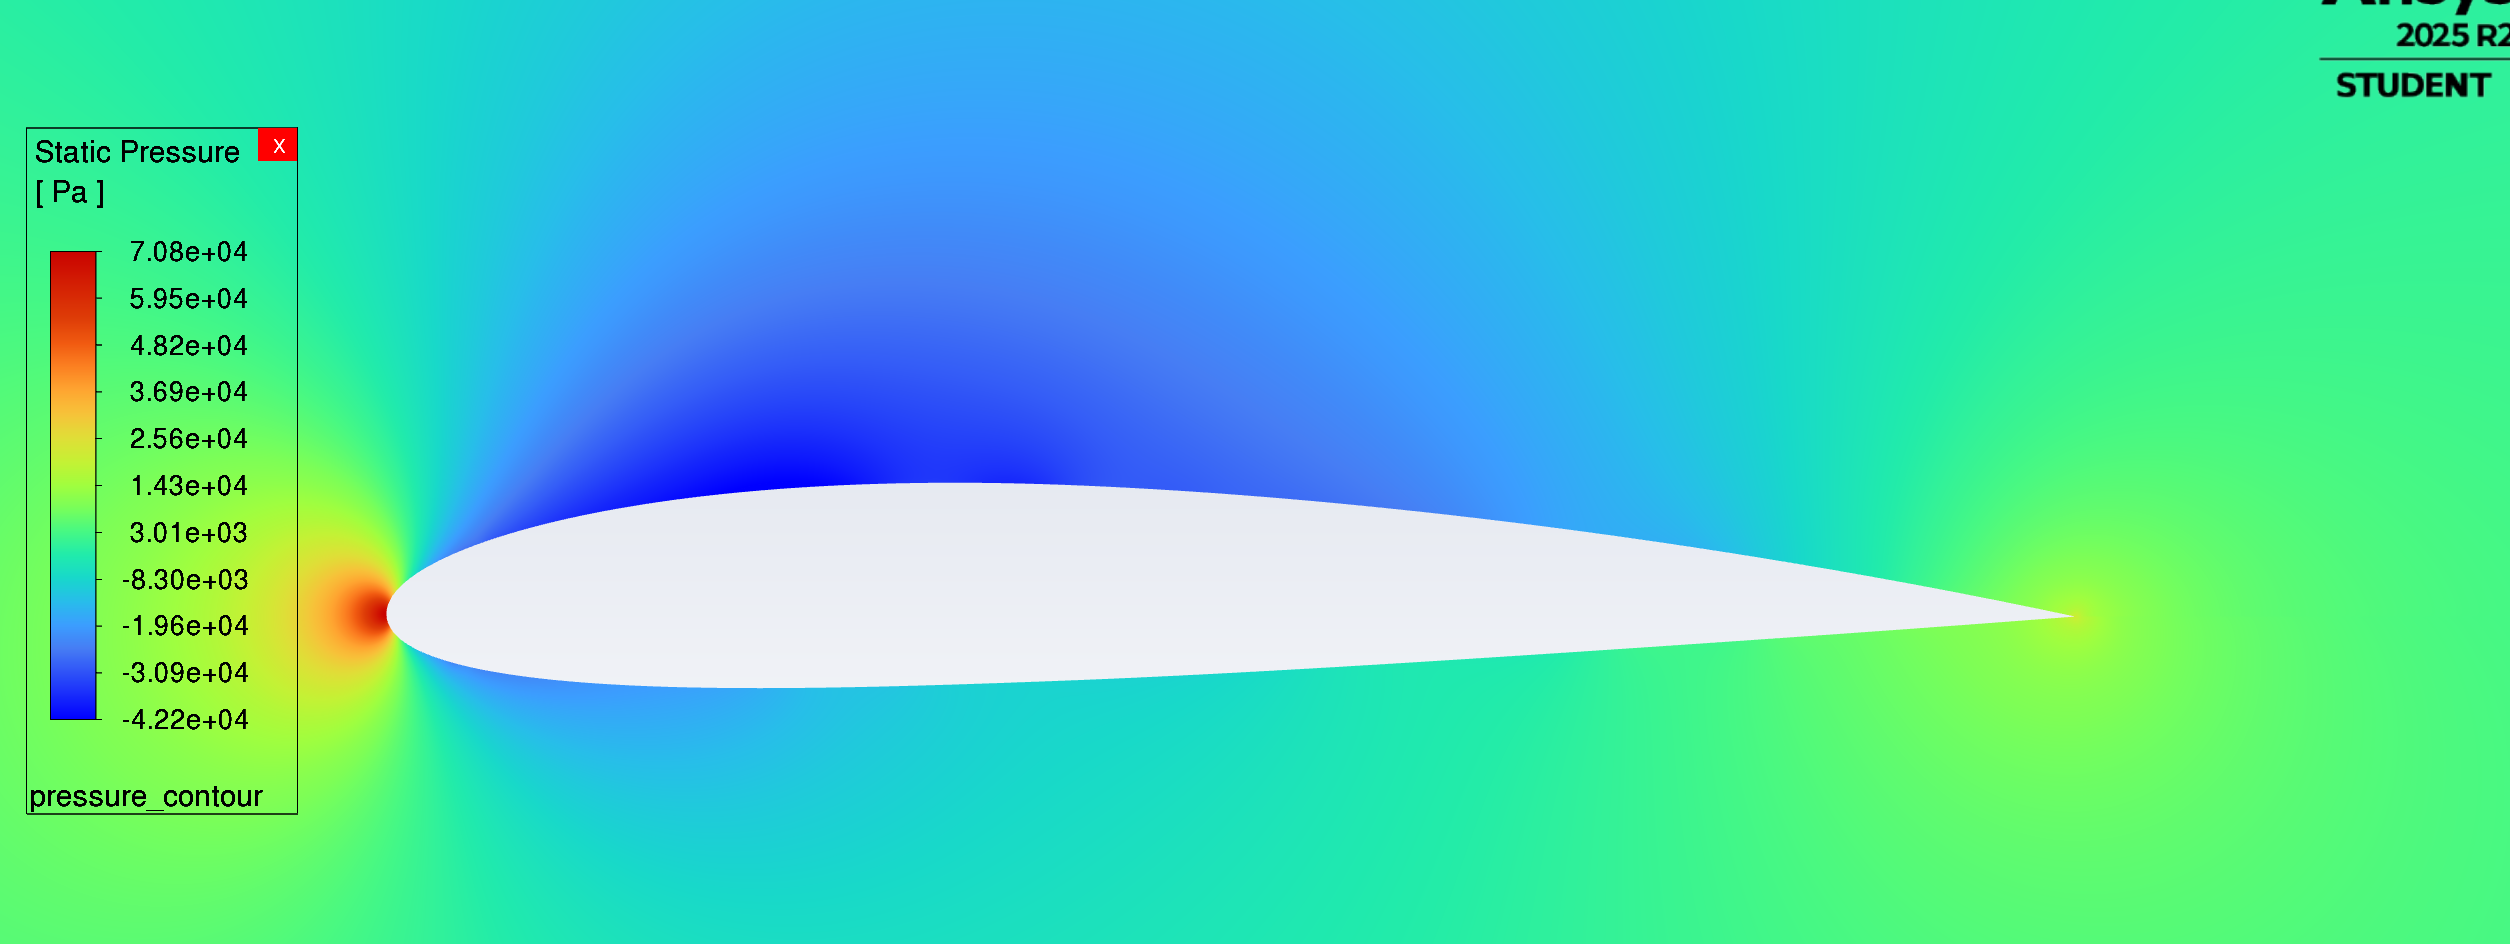 2025 R2
STUDENT
Static Pressure
X
[ Pa ]
7.08e+04
5.95e+04
4.82e+04
3.69e+04
2.56e+04
1.43e+04
3.01e+03
-8.30e+03
-1.96e+04
-3.09e+04
-4.22e+04
pressure_contour